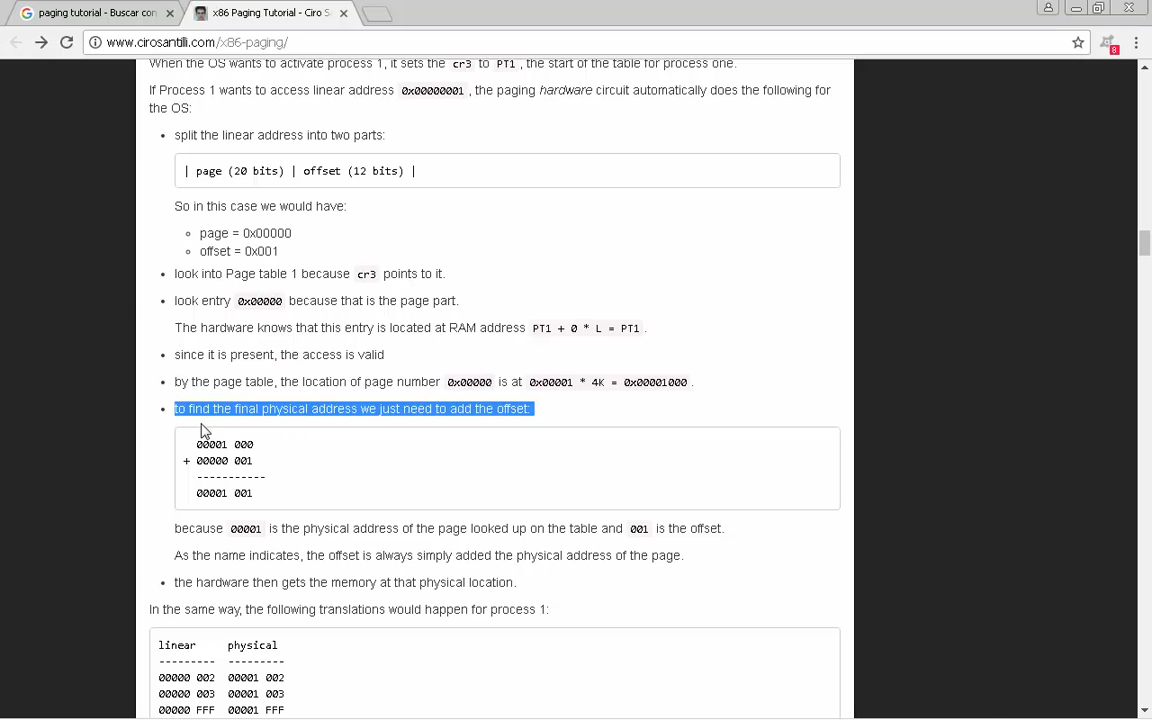 paging tutorial - Buscar con
x86 Paging Tutorial - Ciro S
www.cirosantilli.com/x86-paging/
8
When the OS wants to activate process 1, it sets the cr3 to PT1 , the start of the table for process one.
If Process 1 wants to access linear address 0x00000001 , the paging hardware circuit automatically does the following for
the OS:
• split the linear address into two parts:
| page (20 bits) | offset (12 bits) |
So in this case we would have:
◦ page = 0x00000
◦ offset = 0x001
• look into Page table 1 because cr3 points to it.
• look entry 0x00000 because that is the page part.
The hardware knows that this entry is located at RAM address PT1 + 0 * L = PT1 .
• since it is present, the access is valid
• by the page table, the location of page number 0x00000 is at 0x00001 * 4K = 0x00001000 .
• to find the final physical address we just need to add the offset:
00001 000
+ 00000 001
-----------
00001 001
because 00001 is the physical address of the page looked up on the table and 001 is the offset.
As the name indicates, the offset is always simply added the physical address of the page.
• the hardware then gets the memory at that physical location.
In the same way, the following translations would happen for process 1:
linear physical
--------- ---------
00000 002 00001 002
00000 003 00001 003
00000 FFF 00001 FFF